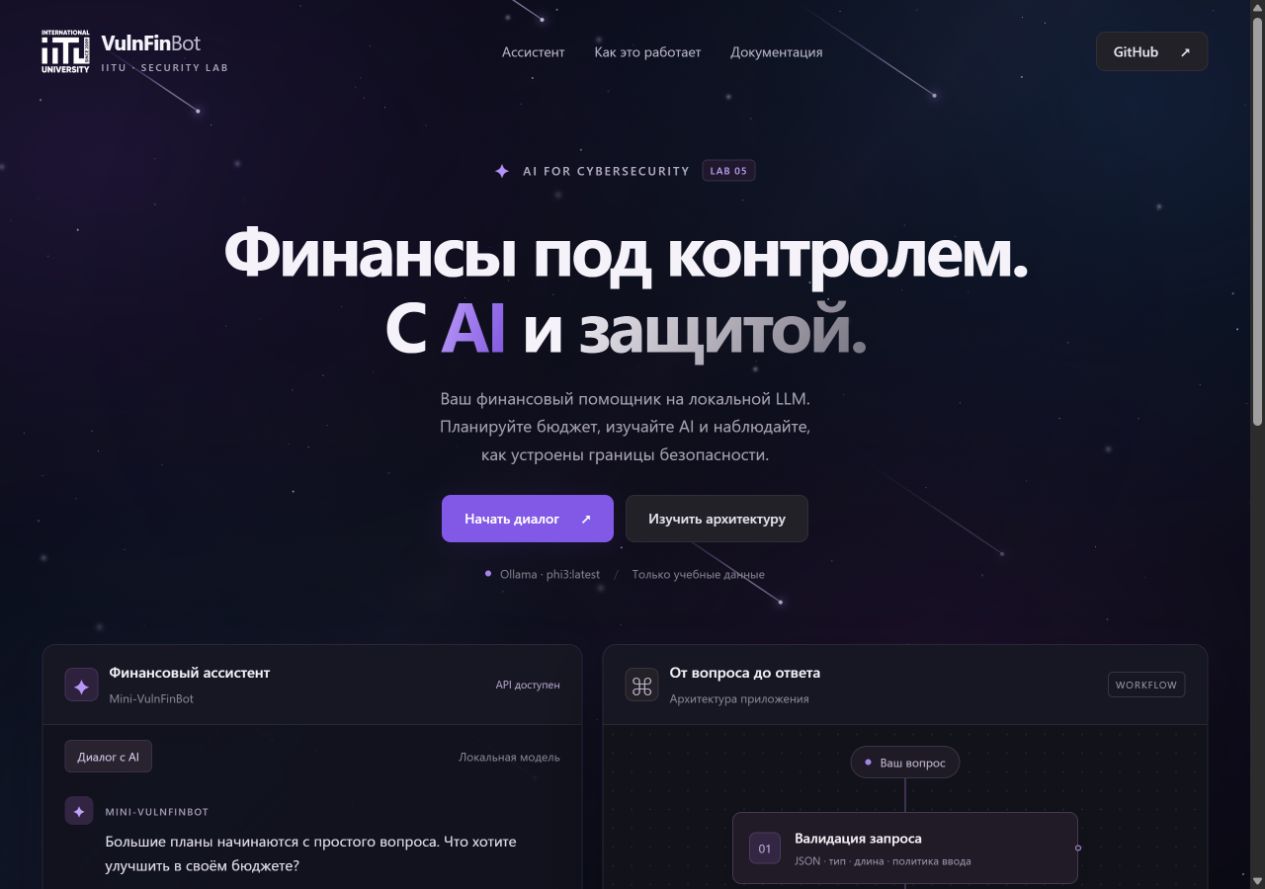 INTERNATIONAL
iITU
SINCE 2009
UNIVERSITY
VulnFinBot
IITU · SECURITY LAB
Ассистент
Как это работает
Документация
GitHub ↗
AI FOR CYBERSECURITY
LAB 05
Финансы под контролем.
С AI и защитой.
Ваш финансовый помощник на локальной LLM.
Планируйте бюджет, изучайте AI и наблюдайте,
как устроены границы безопасности.
Начать диалог ↗
Изучить архитектуру
Ollama · phi3:latest / Только учебные данные
Финансовый ассистент
Mini-VulnFinBot
API доступен
Диалог с AI
Локальная модель
MINI-VULNFINBOT
Большие планы начинаются с простого вопроса. Что хотите
улучшить в своём бюджете?
От вопроса до ответа
Архитектура приложения
WORKFLOW
Ваш вопрос
01
Валидация запроса
JSON · тип · длина · политика ввода